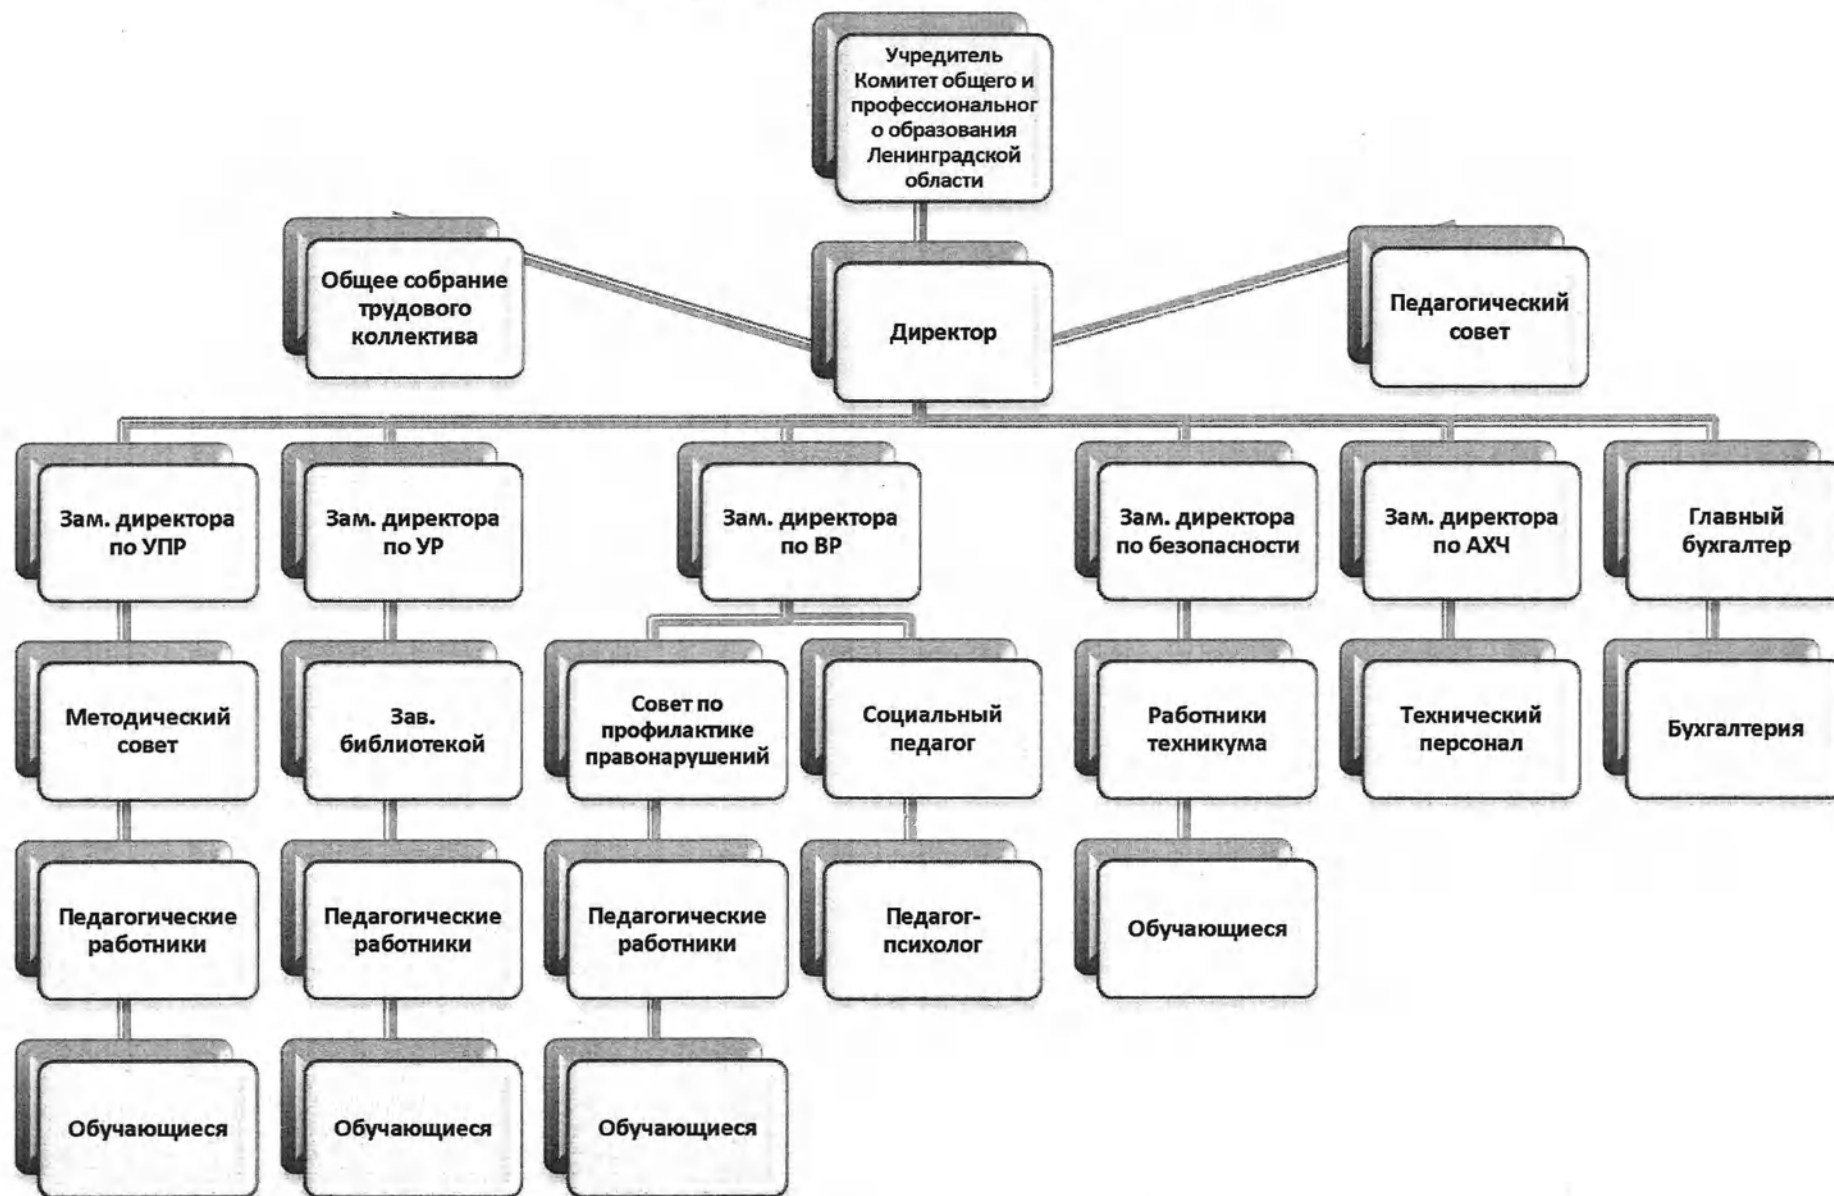 Учредитель
Комитет общего и
профессиональног
о образования
Ленинградской
области
Общее собрание
трудового
коллектива
Директор
Педагогический
совет
Зам. директора
по УПР
Зам. директора
по УР
Зам. директора
по ВР
Зам. директора
по безопасности
Зам. директора
по АХЧ
Главный
бухгалтер
Методический
совет
Зав.
библиотекой
Совет по
профилактике
правонарушений
Социальный
педагог
Работники
техникума
Технический
персонал
Бухгалтерия
Педагогические
работники
Педагогические
работники
Педагогические
работники
Педагог-
психолог
Обучающиеся
Обучающиеся
Обучающиеся
Обучающиеся